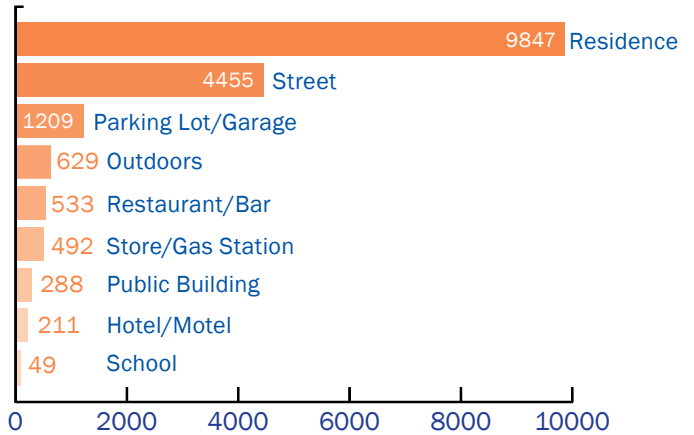 9847 Residence
4455 Street
1209 Parking Lot/Garage
629 Outdoors
533 Restaurant/Bar
492 Store/Gas Station
288 Public Building
211 Hotel/Motel
49 School
0 2000 4000 6000 8000 10000